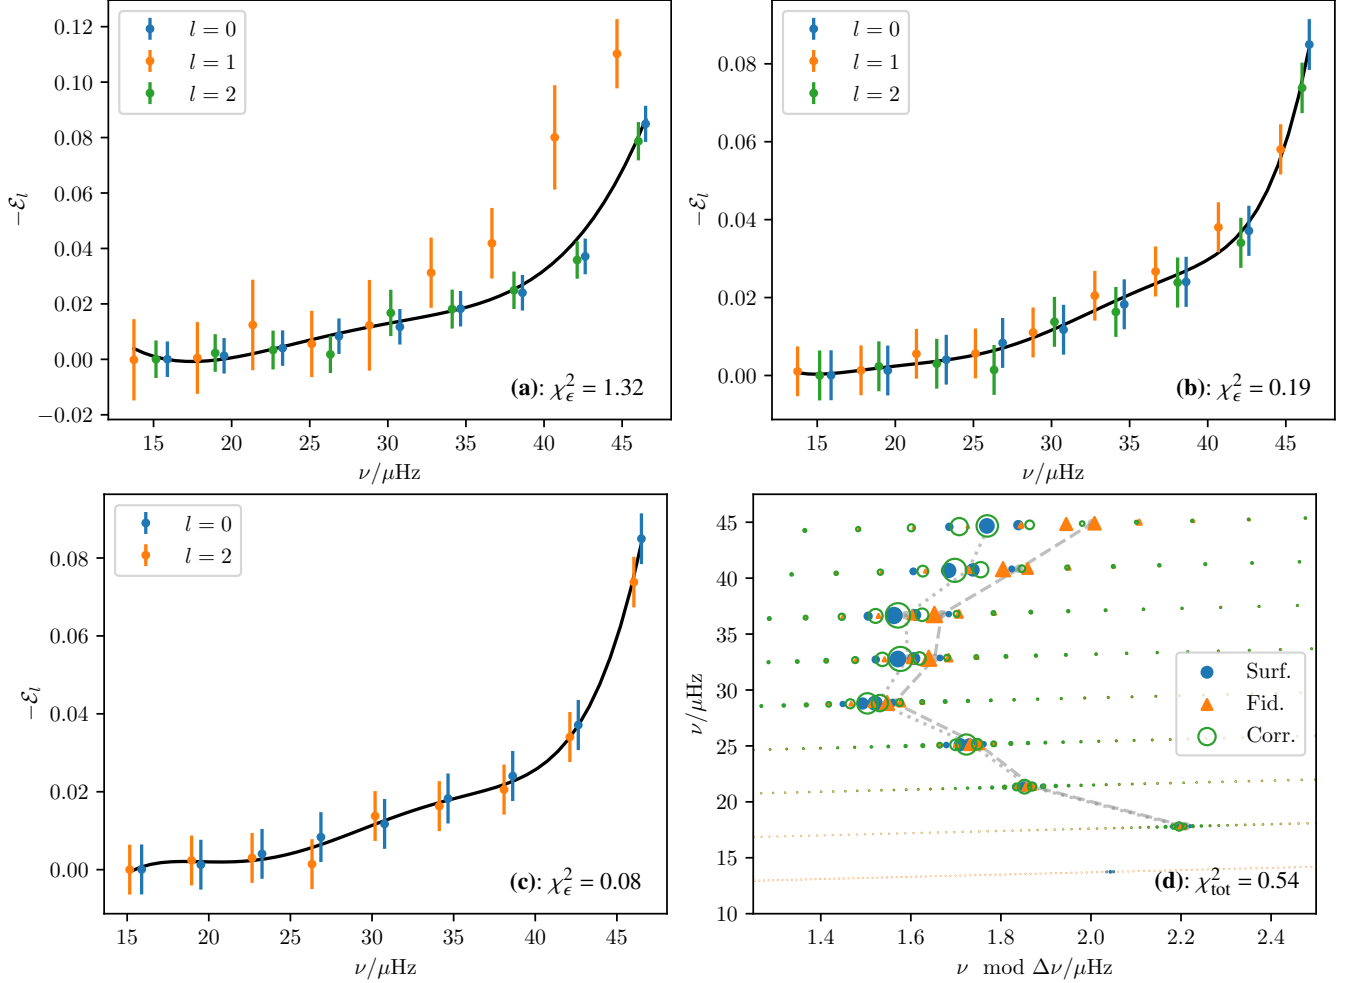 0.12
0.10
0.08
0.06
0.04
0.02
0.00
−0.02
−ℰ_l
l = 0
l = 1
l = 2
(a): χ²_ϵ = 1.32
15 20 25 30 35 40 45
ν/μHz
0.08
0.06
0.04
0.02
0.00
−ℰ_l
l = 0
l = 1
l = 2
(b): χ²_ϵ = 0.19
15 20 25 30 35 40 45
ν/μHz
0.08
0.06
0.04
0.02
0.00
−ℰ_l
l = 0
l = 2
(c): χ²_ϵ = 0.08
15 20 25 30 35 40 45
ν/μHz
45
40
35
30
25
20
15
10
ν/μHz
Surf.
Fid.
Corr.
(d): χ²_tot = 0.54
1.4 1.6 1.8 2.0 2.2 2.4
ν mod Δν/μHz